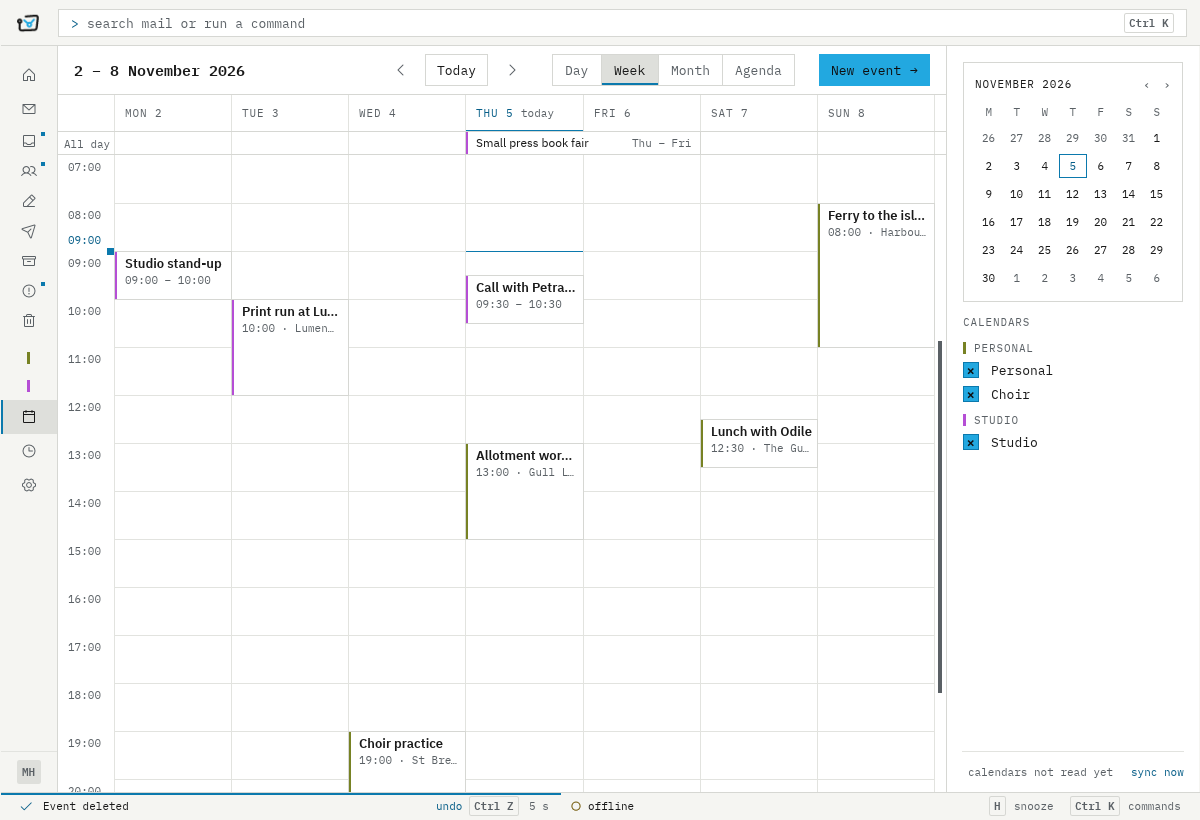 > search mail or run a command Ctrl K
2 – 8 November 2026 Today Day Week Month Agenda New event →
MON 2 TUE 3 WED 4 THU 5 today FRI 6 SAT 7 SUN 8
All day Small press book fair Thu – Fri
07:00
08:00
09:00
09:00
10:00
11:00
12:00
13:00
14:00
15:00
16:00
17:00
18:00
19:00
20:00
Studio stand-up
09:00 – 10:00
Print run at Lu…
10:00 · Lumen…
Choir practice
19:00 · St Bre…
Call with Petra…
09:30 – 10:30
Allotment wor…
13:00 · Gull L…
Lunch with Odile
12:30 · The Gu…
Ferry to the isl…
08:00 · Harbou…
NOVEMBER 2026 ‹ ›
M T W T F S S
26 27 28 29 30 31 1
2 3 4 5 6 7 8
9 10 11 12 13 14 15
16 17 18 19 20 21 22
23 24 25 26 27 28 29
30 1 2 3 4 5 6
CALENDARS
PERSONAL
Personal
Choir
STUDIO
Studio
calendars not read yet sync now
MH
Event deleted undo Ctrl Z 5 s offline H snooze Ctrl K commands